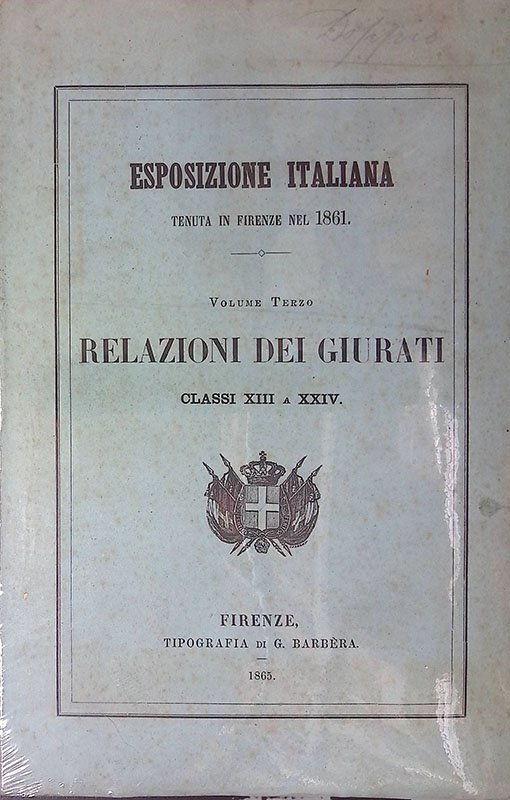 Doppio
ESPOSIZIONE ITALIANA
TENUTA IN FIRENZE NEL 1861.
VOLUME TERZO
RELAZIONI DEI GIURATI
CLASSI XIII A XXIV.
FIRENZE,
TIPOGRAFIA DI G. BARBÈRA.
1865.